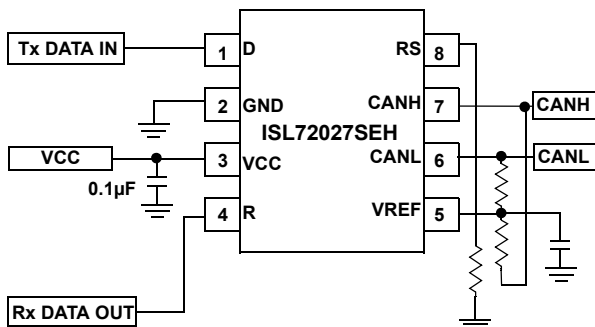 Tx DATA IN
1 D
RS 8
2 GND
CANH 7
CANH
ISL72027SEH
VCC
3 VCC
CANL 6
CANL
0.1µF
4 R
VREF 5
Rx DATA OUT